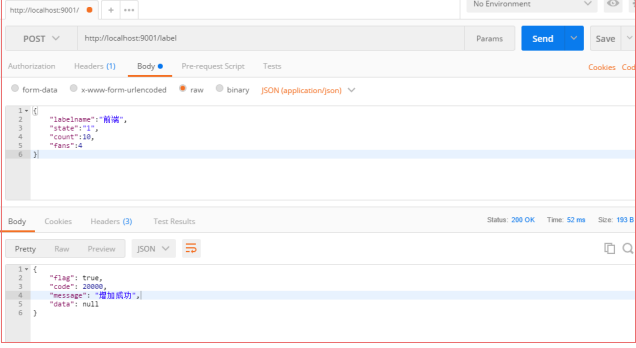 http://localhost:9001/
No Environment
POST http://localhost:9001/label Params Send Save
Authorization Headers (1) Body Pre-request Script Tests Cookies Cod
form-data x-www-form-urlencoded raw binary JSON (application/json)
1 {
2 "labelname":"前端",
3 "state":"1",
4 "count":10,
5 "fans":4
6 }
Body Cookies Headers (3) Test Results Status: 200 OK Time: 52 ms Size: 193 B
Pretty Raw Preview JSON
1 {
2 "flag": true,
3 "code": 20000,
4 "message": "增加成功",
5 "data": null
6 }